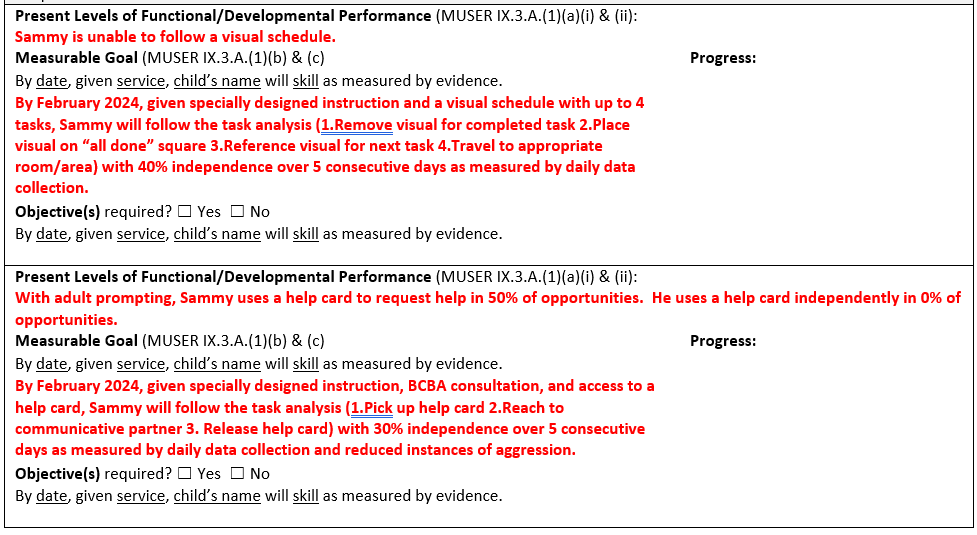 Present Levels of Functional/Developmental Performance (MUSER IX.3.A.(1)(a)(i) & (ii):
Sammy is unable to follow a visual schedule.
Measurable Goal (MUSER IX.3.A.(1)(b) & (c) Progress:
By date, given service, child's name will skill as measured by evidence.
By February 2024, given specially designed instruction and a visual schedule with up to 4
tasks, Sammy will follow the task analysis (1.Remove visual for completed task 2.Place
visual on “all done” square 3.Reference visual for next task 4.Travel to appropriate
room/area) with 40% independence over 5 consecutive days as measured by daily data
collection.
Objective(s) required? ☐ Yes ☐ No
By date, given service, child's name will skill as measured by evidence.
Present Levels of Functional/Developmental Performance (MUSER IX.3.A.(1)(a)(i) & (ii):
With adult prompting, Sammy uses a help card to request help in 50% of opportunities. He uses a help card independently in 0% of
opportunities.
Measurable Goal (MUSER IX.3.A.(1)(b) & (c) Progress:
By date, given service, child's name will skill as measured by evidence.
By February 2024, given specially designed instruction, BCBA consultation, and access to a
help card, Sammy will follow the task analysis (1.Pick up help card 2.Reach to
communicative partner 3. Release help card) with 30% independence over 5 consecutive
days as measured by daily data collection and reduced instances of aggression.
Objective(s) required? ☐ Yes ☐ No
By date, given service, child's name will skill as measured by evidence.